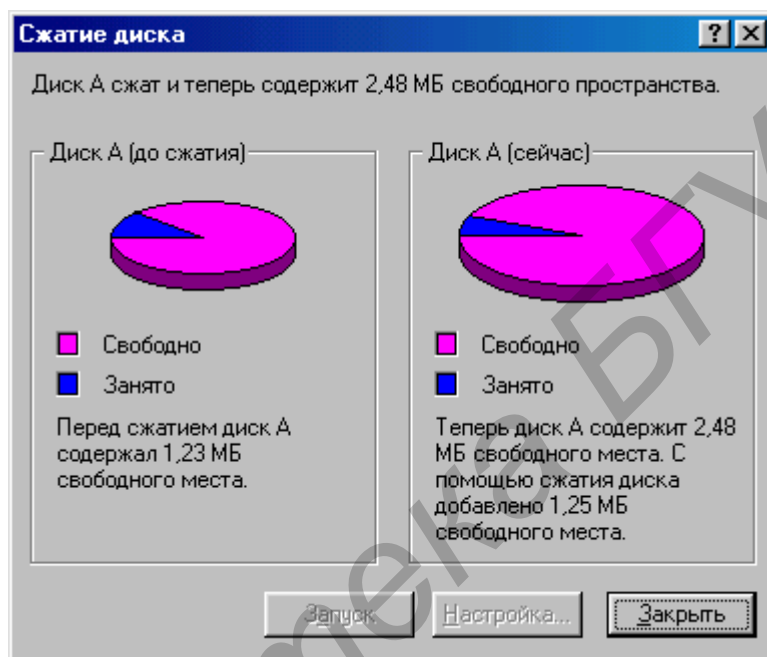 Сжатие диска
Диск А сжат и теперь содержит 2,48 МБ свободного пространства.
Диск А (до сжатия)
Свободно
Занято
Перед сжатием диск А
содержал 1,23 МБ
свободного места.
Диск А (сейчас)
Свободно
Занято
Теперь диск А содержит 2,48
МБ свободного места. С
помощью сжатия диска
добавлено 1,25 МБ
свободного места.
Запуск
Настройка...
Закрыть